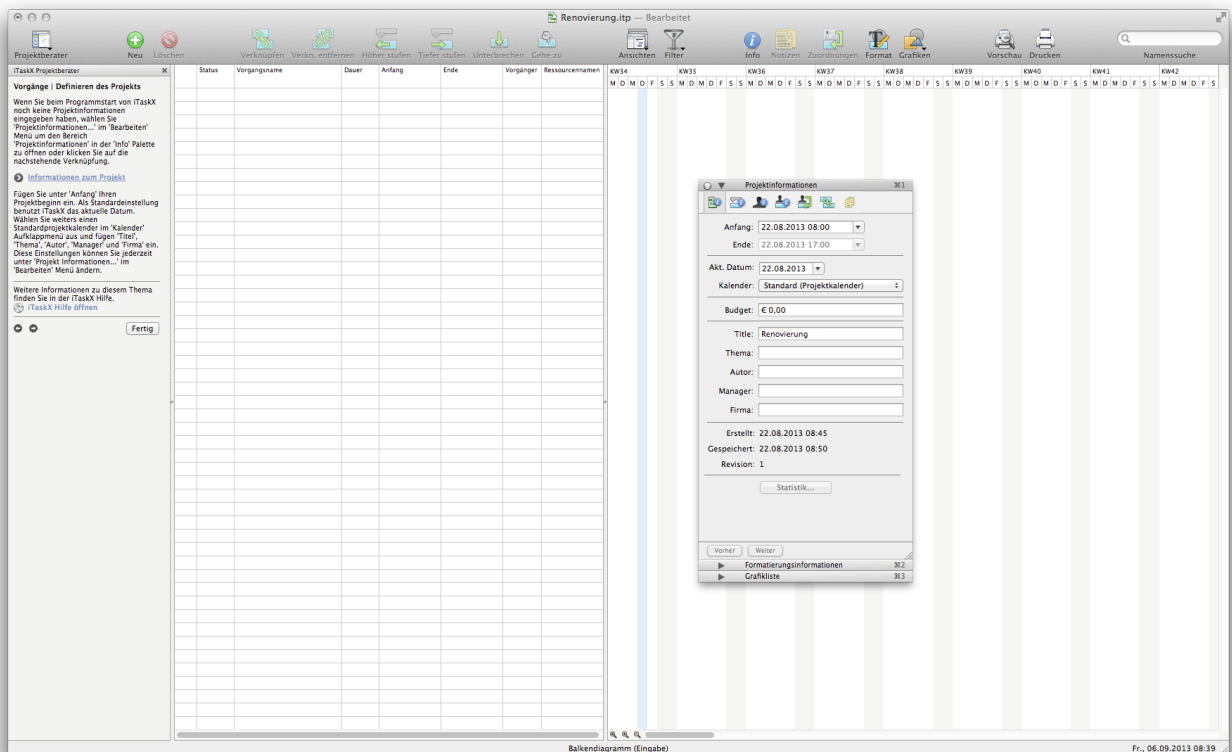 Renovierung.itp — Bearbeitet
Projektberater Neu Löschen Verknüpfen Verkn. entfernen Höher stufen Tiefer stufen Unterbrechen Gehe zu Ansichten Filter Info Notizen Zuordnungen Format Grafiken Vorschau Drucken Namenssuche
iTaskX Projektberater
Vorgänge | Definieren des Projekts
Wenn Sie beim Programmstart von iTaskX
noch keine Projektinformationen
eingegeben haben, wählen Sie
'Projektinformationen...' im 'Bearbeiten'
Menü um den Bereich
'Projektinformationen' in der 'Info' Palette
zu öffnen oder klicken Sie auf die
nachstehende Verknüpfung.
Informationen zum Projekt
Fügen Sie unter 'Anfang' Ihren
Projektbeginn ein. Als Standardeinstellung
benutzt iTaskX das aktuelle Datum.
Wählen Sie weiters einen
Standardprojektkalender im 'Kalender'
Aufklappmenü aus und fügen 'Titel',
'Thema', 'Autor', 'Manager' und 'Firma' ein.
Diese Einstellungen können Sie jederzeit
unter 'Projekt Informationen...' im
'Bearbeiten' Menü ändern.
Weitere Informationen zu diesem Thema
finden Sie in der iTaskX Hilfe.
iTaskX Hilfe öffnen
Fertig
Status Vorgangsname Dauer Anfang Ende Vorgänger Ressourcennamen
KW34 KW35 KW36 KW37 KW38 KW39 KW40 KW41 KW42
M D M D F S S M D M D F S S M D M D F S S M D M D F S S M D M D F S S M D M D F S S M D M D F S S M D M D F S S M D M D F S
Projektinformationen ⌘1
Anfang: 22.08.2013 08:00
Ende: 22.08.2013 17:00
Akt. Datum: 22.08.2013
Kalender: Standard (Projektkalender)
Budget: € 0,00
Title: Renovierung
Thema:
Autor:
Manager:
Firma:
Erstellt: 22.08.2013 08:45
Gespeichert: 22.08.2013 08:50
Revision: 1
Statistik...
Vorher Weiter
Formatierungsinformationen ⌘2
Grafikliste ⌘3
Balkendiagramm (Eingabe) Fr., 06.09.2013 08:39